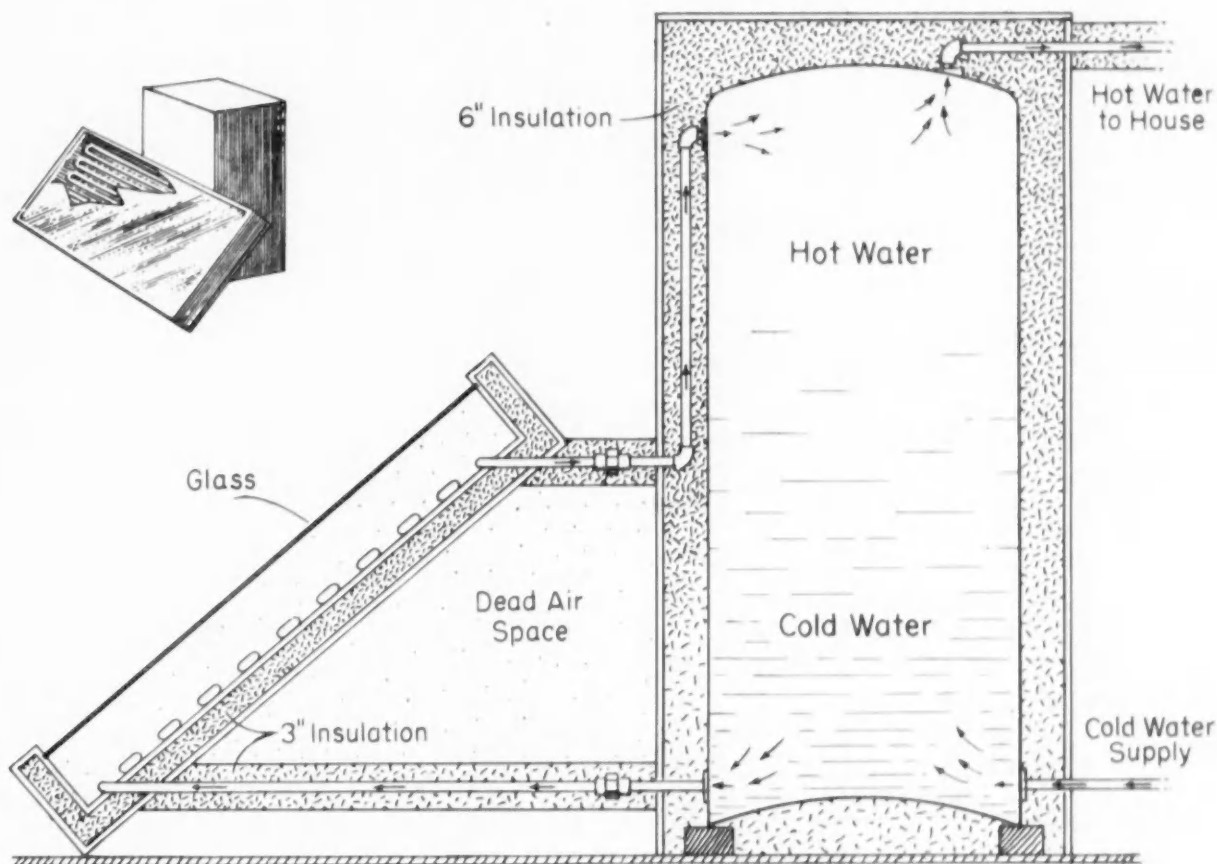 6" Insulation
Hot Water
to House
Hot Water
Glass
Dead Air
Space
Cold Water
3" Insulation
Cold Water
Supply